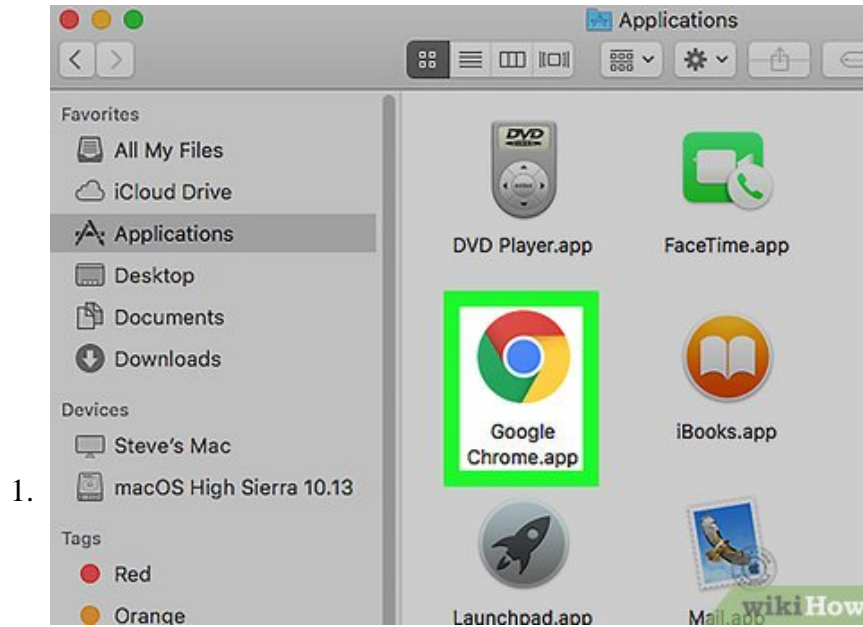 Applications
Favorites
All My Files
iCloud Drive
Applications
Desktop
Documents
Downloads
Devices
Steve's Mac
macOS High Sierra 10.13
Tags
Red
Orange
DVD
DVD Player.app
FaceTime.app
Google
Chrome.app
iBooks.app
Launchpad.app
Mail.app
wikiHow
1.